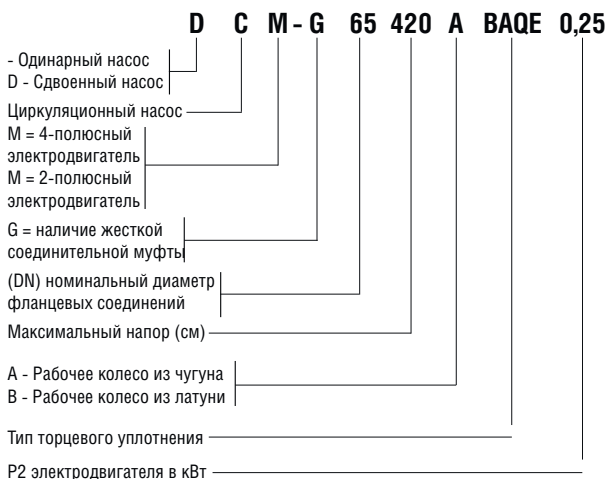 D C M - G 65 420 A BAQE 0,25
- Одинарный насос
D - Сдвоенный насос
Циркуляционный насос
M = 4-полюсный
электродвигатель
M = 2-полюсный
электродвигатель
G = наличие жесткой
соединительной муфты
(DN) номинальный диаметр
фланцевых соединений
Максимальный напор (см)
A - Рабочее колесо из чугуна
B - Рабочее колесо из латуни
Тип торцевого уплотнения
P2 электродвигателя в кВт